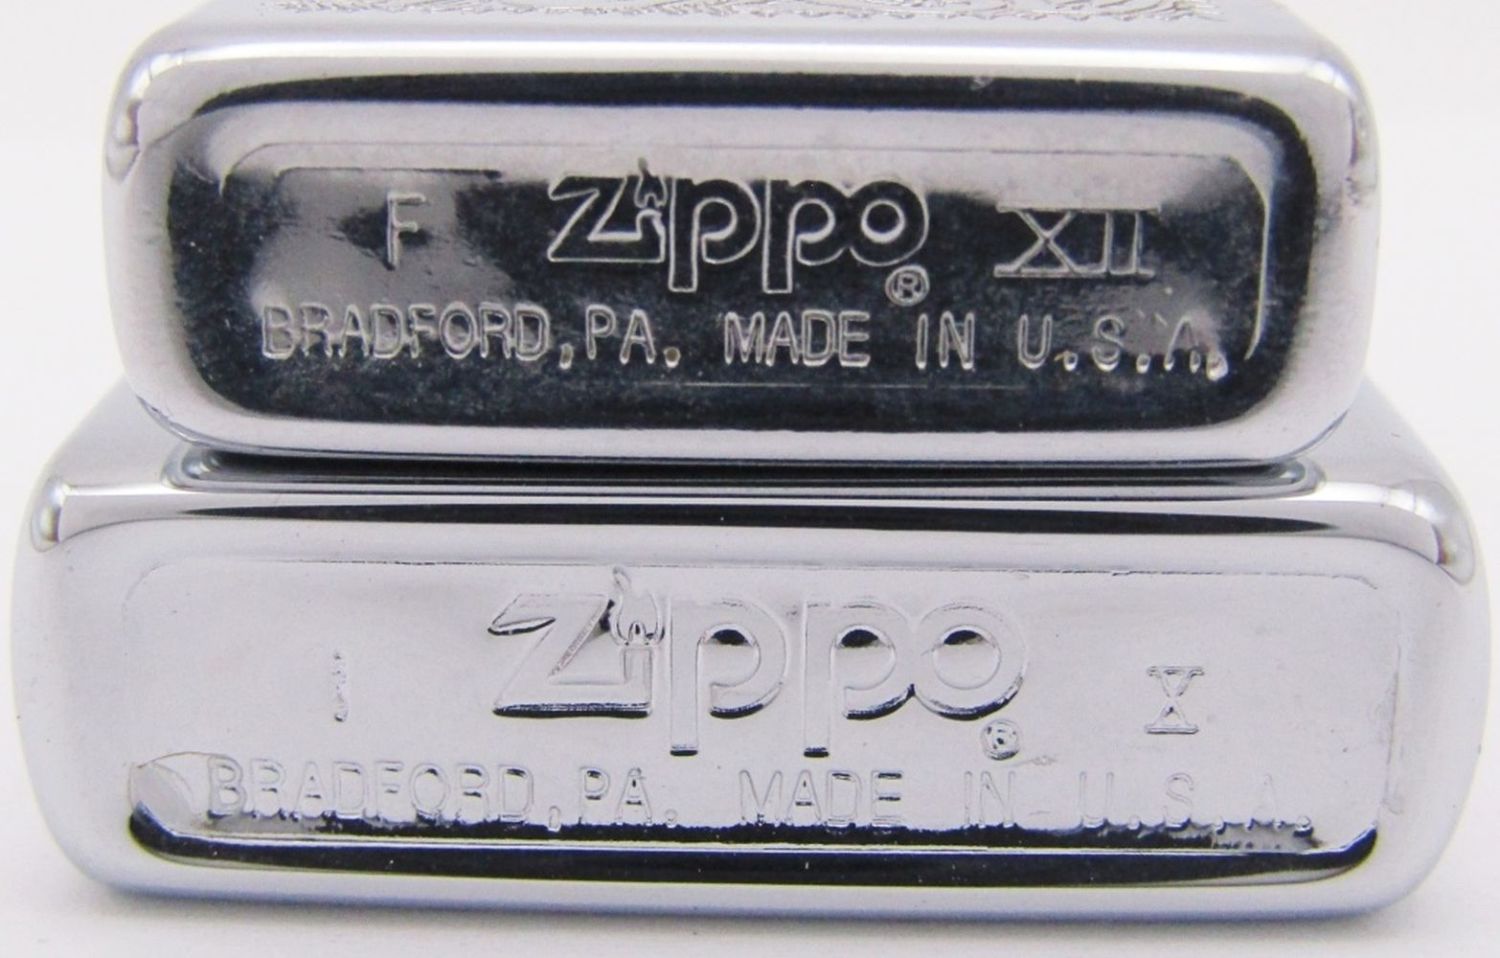 F Zippo® XII
BRADFORD, PA. MADE IN U.S.A.
I Zippo® X
BRADFORD, PA. MADE IN U.S.A.